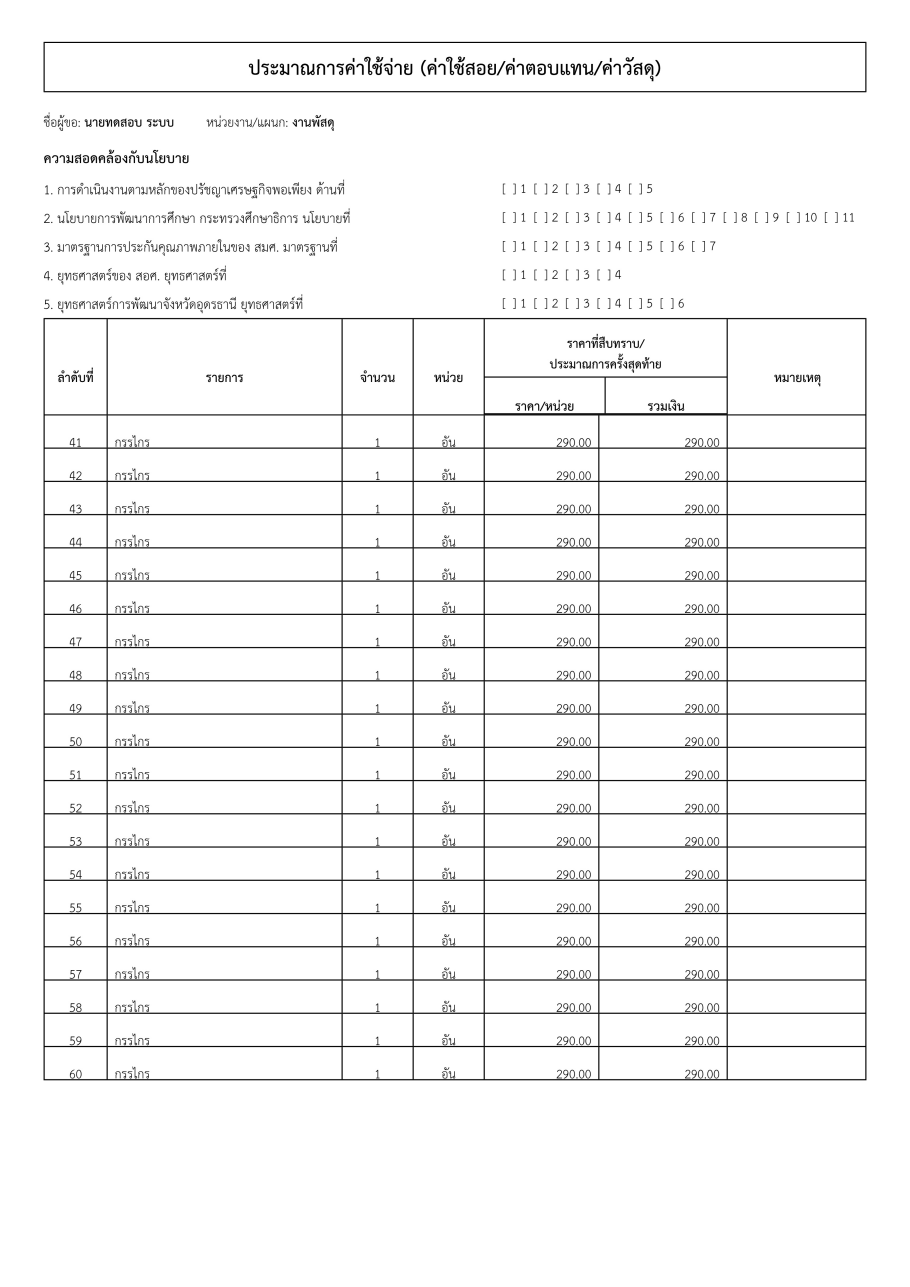 ประมาณการค่าใช้จ่าย (ค่าใช้สอย/ค่าตอบแทน/ค่าวัสดุ)
ชื่อผู้ขอ: นายทดสอบ ระบบ หน่วยงาน/แผนก: งานพัสดุ
ความสอดคล้องกับนโยบาย
1. การดำเนินงานตามหลักของปรัชญาเศรษฐกิจพอเพียง ด้านที่ [ ] 1 [ ] 2 [ ] 3 [ ] 4 [ ] 5
2. นโยบายการพัฒนาการศึกษา กระทรวงศึกษาธิการ นโยบายที่ [ ] 1 [ ] 2 [ ] 3 [ ] 4 [ ] 5 [ ] 6 [ ] 7 [ ] 8 [ ] 9 [ ] 10 [ ] 11
3. มาตรฐานการประกันคุณภาพภายในของ สมศ. มาตรฐานที่ [ ] 1 [ ] 2 [ ] 3 [ ] 4 [ ] 5 [ ] 6 [ ] 7
4. ยุทธศาสตร์ของ สอศ. ยุทธศาสตร์ที่ [ ] 1 [ ] 2 [ ] 3 [ ] 4
5. ยุทธศาสตร์การพัฒนาจังหวัดอุดรธานี ยุทธศาสตร์ที่ [ ] 1 [ ] 2 [ ] 3 [ ] 4 [ ] 5 [ ] 6
ราคาที่สืบทราบ/
ประมาณการครั้งสุดท้าย
ลำดับที่ รายการ จำนวน หน่วย หมายเหตุ
ราคา/หน่วย รวมเงิน
41 กรรไกร 1 อัน 290.00 290.00
42 กรรไกร 1 อัน 290.00 290.00
43 กรรไกร 1 อัน 290.00 290.00
44 กรรไกร 1 อัน 290.00 290.00
45 กรรไกร 1 อัน 290.00 290.00
46 กรรไกร 1 อัน 290.00 290.00
47 กรรไกร 1 อัน 290.00 290.00
48 กรรไกร 1 อัน 290.00 290.00
49 กรรไกร 1 อัน 290.00 290.00
50 กรรไกร 1 อัน 290.00 290.00
51 กรรไกร 1 อัน 290.00 290.00
52 กรรไกร 1 อัน 290.00 290.00
53 กรรไกร 1 อัน 290.00 290.00
54 กรรไกร 1 อัน 290.00 290.00
55 กรรไกร 1 อัน 290.00 290.00
56 กรรไกร 1 อัน 290.00 290.00
57 กรรไกร 1 อัน 290.00 290.00
58 กรรไกร 1 อัน 290.00 290.00
59 กรรไกร 1 อัน 290.00 290.00
60 กรรไกร 1 อัน 290.00 290.00